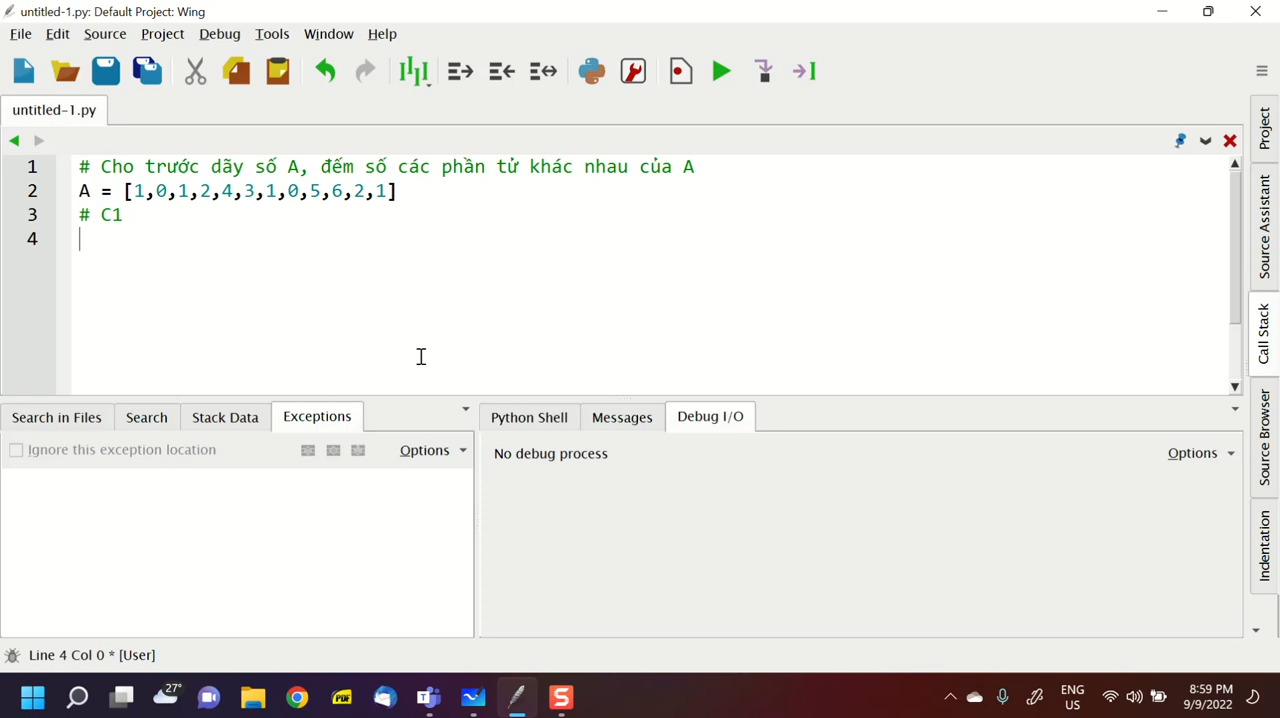 untitled-1.py: Default Project: Wing
File Edit Source Project Debug Tools Window Help
untitled-1.py
1 # Cho trước dãy số A, đếm số các phần tử khác nhau của A
2 A = [1,0,1,2,4,3,1,0,5,6,2,1]
3 # C1
4
Project
Source Assistant
Call Stack
Source Browser
Indentation
Search in Files Search Stack Data Exceptions
Ignore this exception location Options
Python Shell Messages Debug I/O
No debug process Options
Line 4 Col 0 * [User]
27°
PDF
ENG
US
8:59 PM
9/9/2022